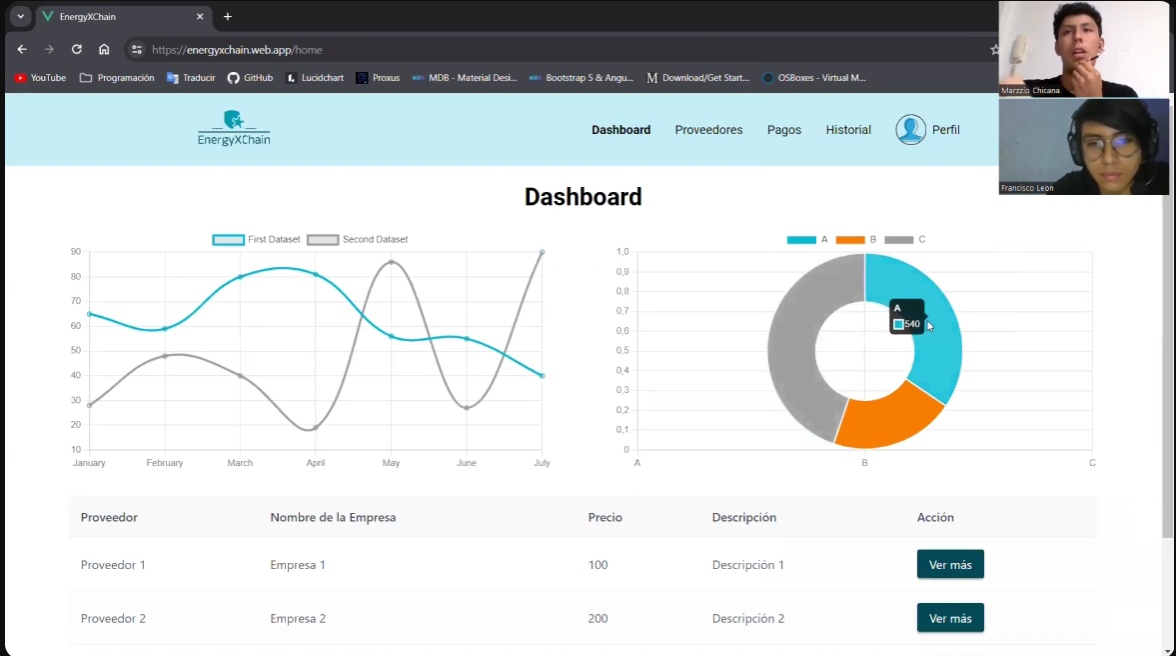 EnergyXChain
https://energyxchain.web.app/home
YouTube Programación Traducir GitHub Lucidchart Proxus MDB - Material Desi... Bootstrap 5 & Angu... Download/Get Start... OSBoxes - Virtual M...
Marzzio Chicana
Francisco Leon
EnergyXChain
Dashboard Proveedores Pagos Historial Perfil
Dashboard
First Dataset Second Dataset
90
80
70
60
50
40
30
20
10
January February March April May June July
A B C
1,0
0,9
0,8
0,7
0,6
0,5
0,4
0,3
0,2
0,1
0
A B C
A
540
Proveedor Nombre de la Empresa Precio Descripción Acción
Proveedor 1 Empresa 1 100 Descripción 1 Ver más
Proveedor 2 Empresa 2 200 Descripción 2 Ver más